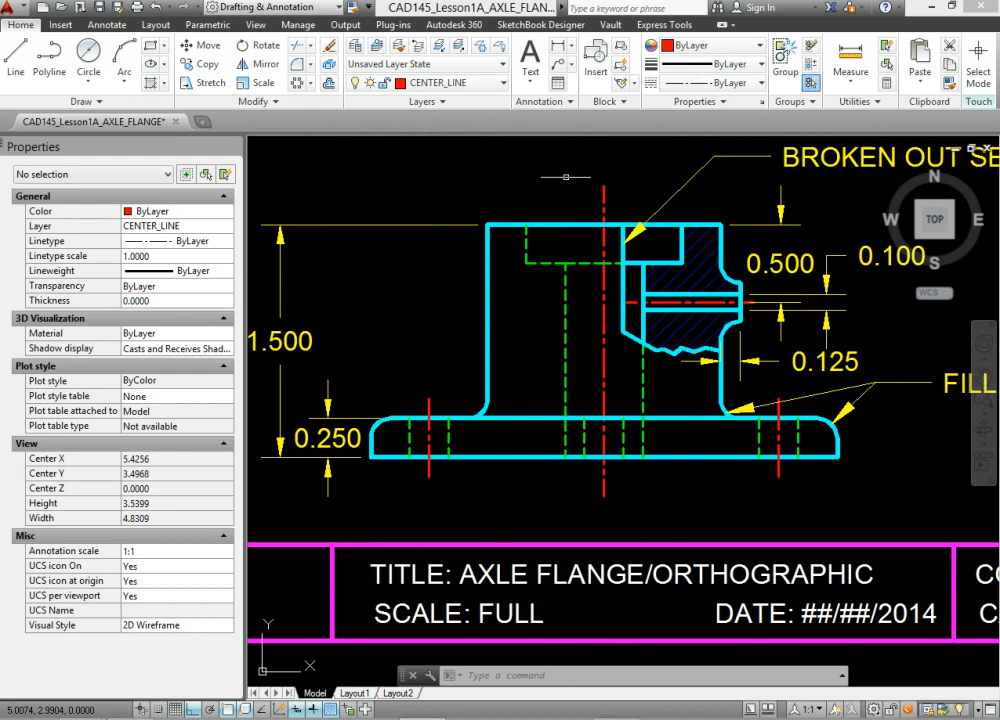 Drafting & Annotation
CAD145_Lesson1A_AXLE_FLAN...
Type a keyword or phrase
Sign In
Home
Insert
Annotate
Layout
Parametric
View
Manage
Output
Plug-ins
Autodesk 360
SketchBook Designer
Vault
Express Tools
Line
Polyline
Circle
Arc
Draw
Move
Rotate
Copy
Mirror
Stretch
Scale
Modify
Unsaved Layer State
CENTER_LINE
Layers
Text
Annotation
Insert
Block
ByLayer
ByLayer
ByLayer
Properties
Group
Groups
Measure
Utilities
Paste
Clipboard
Select
Mode
Touch
CAD145_Lesson1A_AXLE_FLANGE*
Properties
No selection
General
Color ByLayer
Layer CENTER_LINE
Linetype ByLayer
Linetype scale 1.0000
Lineweight ByLayer
Transparency ByLayer
Thickness 0.0000
3D Visualization
Material ByLayer
Shadow display Casts and Receives Shad...
Plot style
Plot style ByColor
Plot style table None
Plot table attached to Model
Plot table type Not available
View
Center X 5.4256
Center Y 3.4968
Center Z 0.0000
Height 3.5399
Width 4.8309
Misc
Annotation scale 1:1
UCS icon On Yes
UCS icon at origin Yes
UCS per viewport Yes
UCS Name
Visual Style 2D Wireframe
BROKEN OUT SE
N
W TOP E
S
WCS
0.500
0.100
1.500
0.125
FILL
0.250
TITLE: AXLE FLANGE/ORTHOGRAPHIC
SCALE: FULL DATE: ##/##/2014
CO
Y
X
Type a command
Model Layout1 Layout2
5.0074, 2.9904, 0.0000
1:1